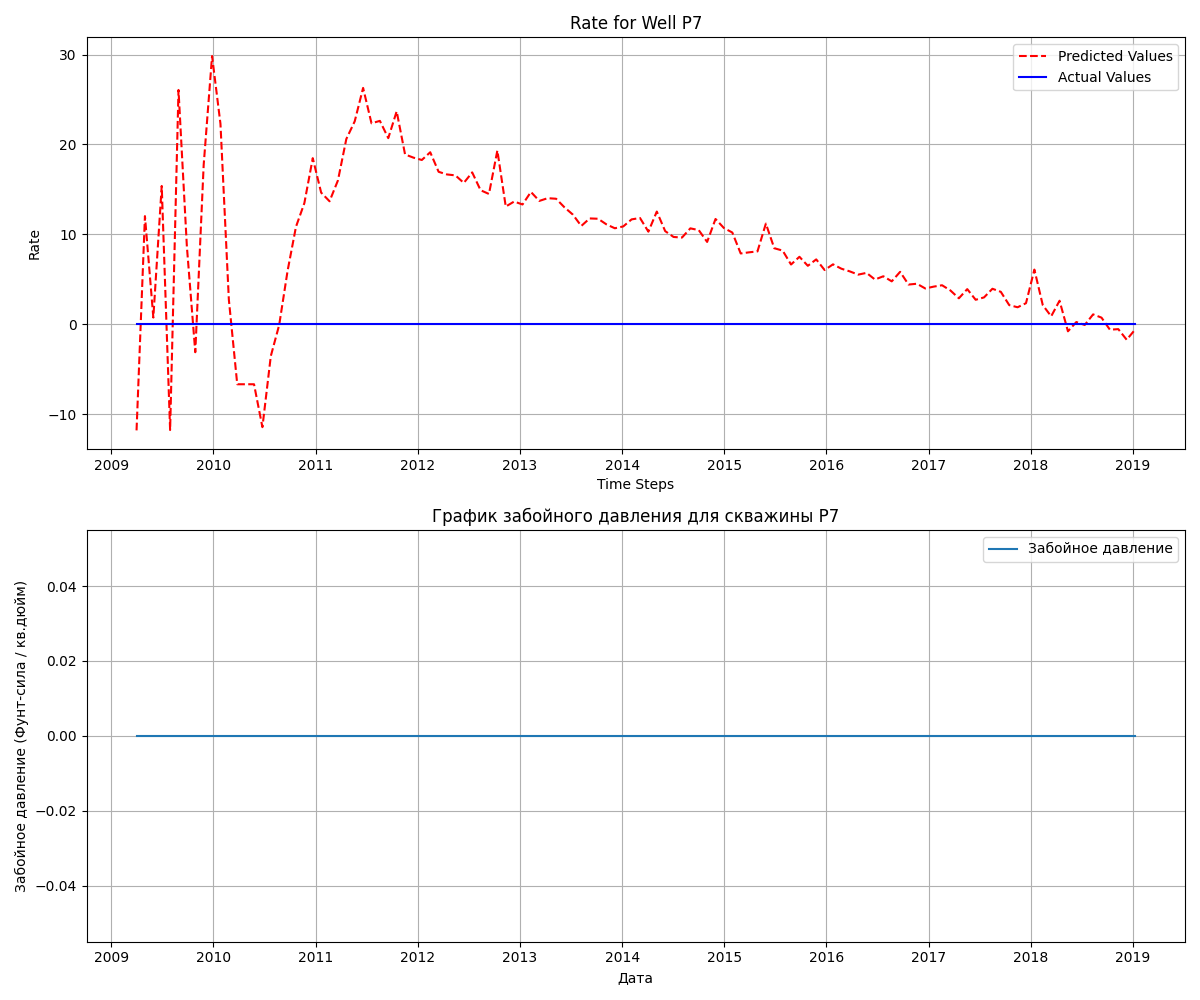 Rate for Well P7
Predicted Values
Actual Values
Rate
30
20
10
0
−10
2009 2010 2011 2012 2013 2014 2015 2016 2017 2018 2019
Time Steps
График забойного давления для скважины P7
Забойное давление
Забойное давление (Фунт-сила / кв.дюйм)
0.04
0.02
0.00
−0.02
−0.04
2009 2010 2011 2012 2013 2014 2015 2016 2017 2018 2019
Дата